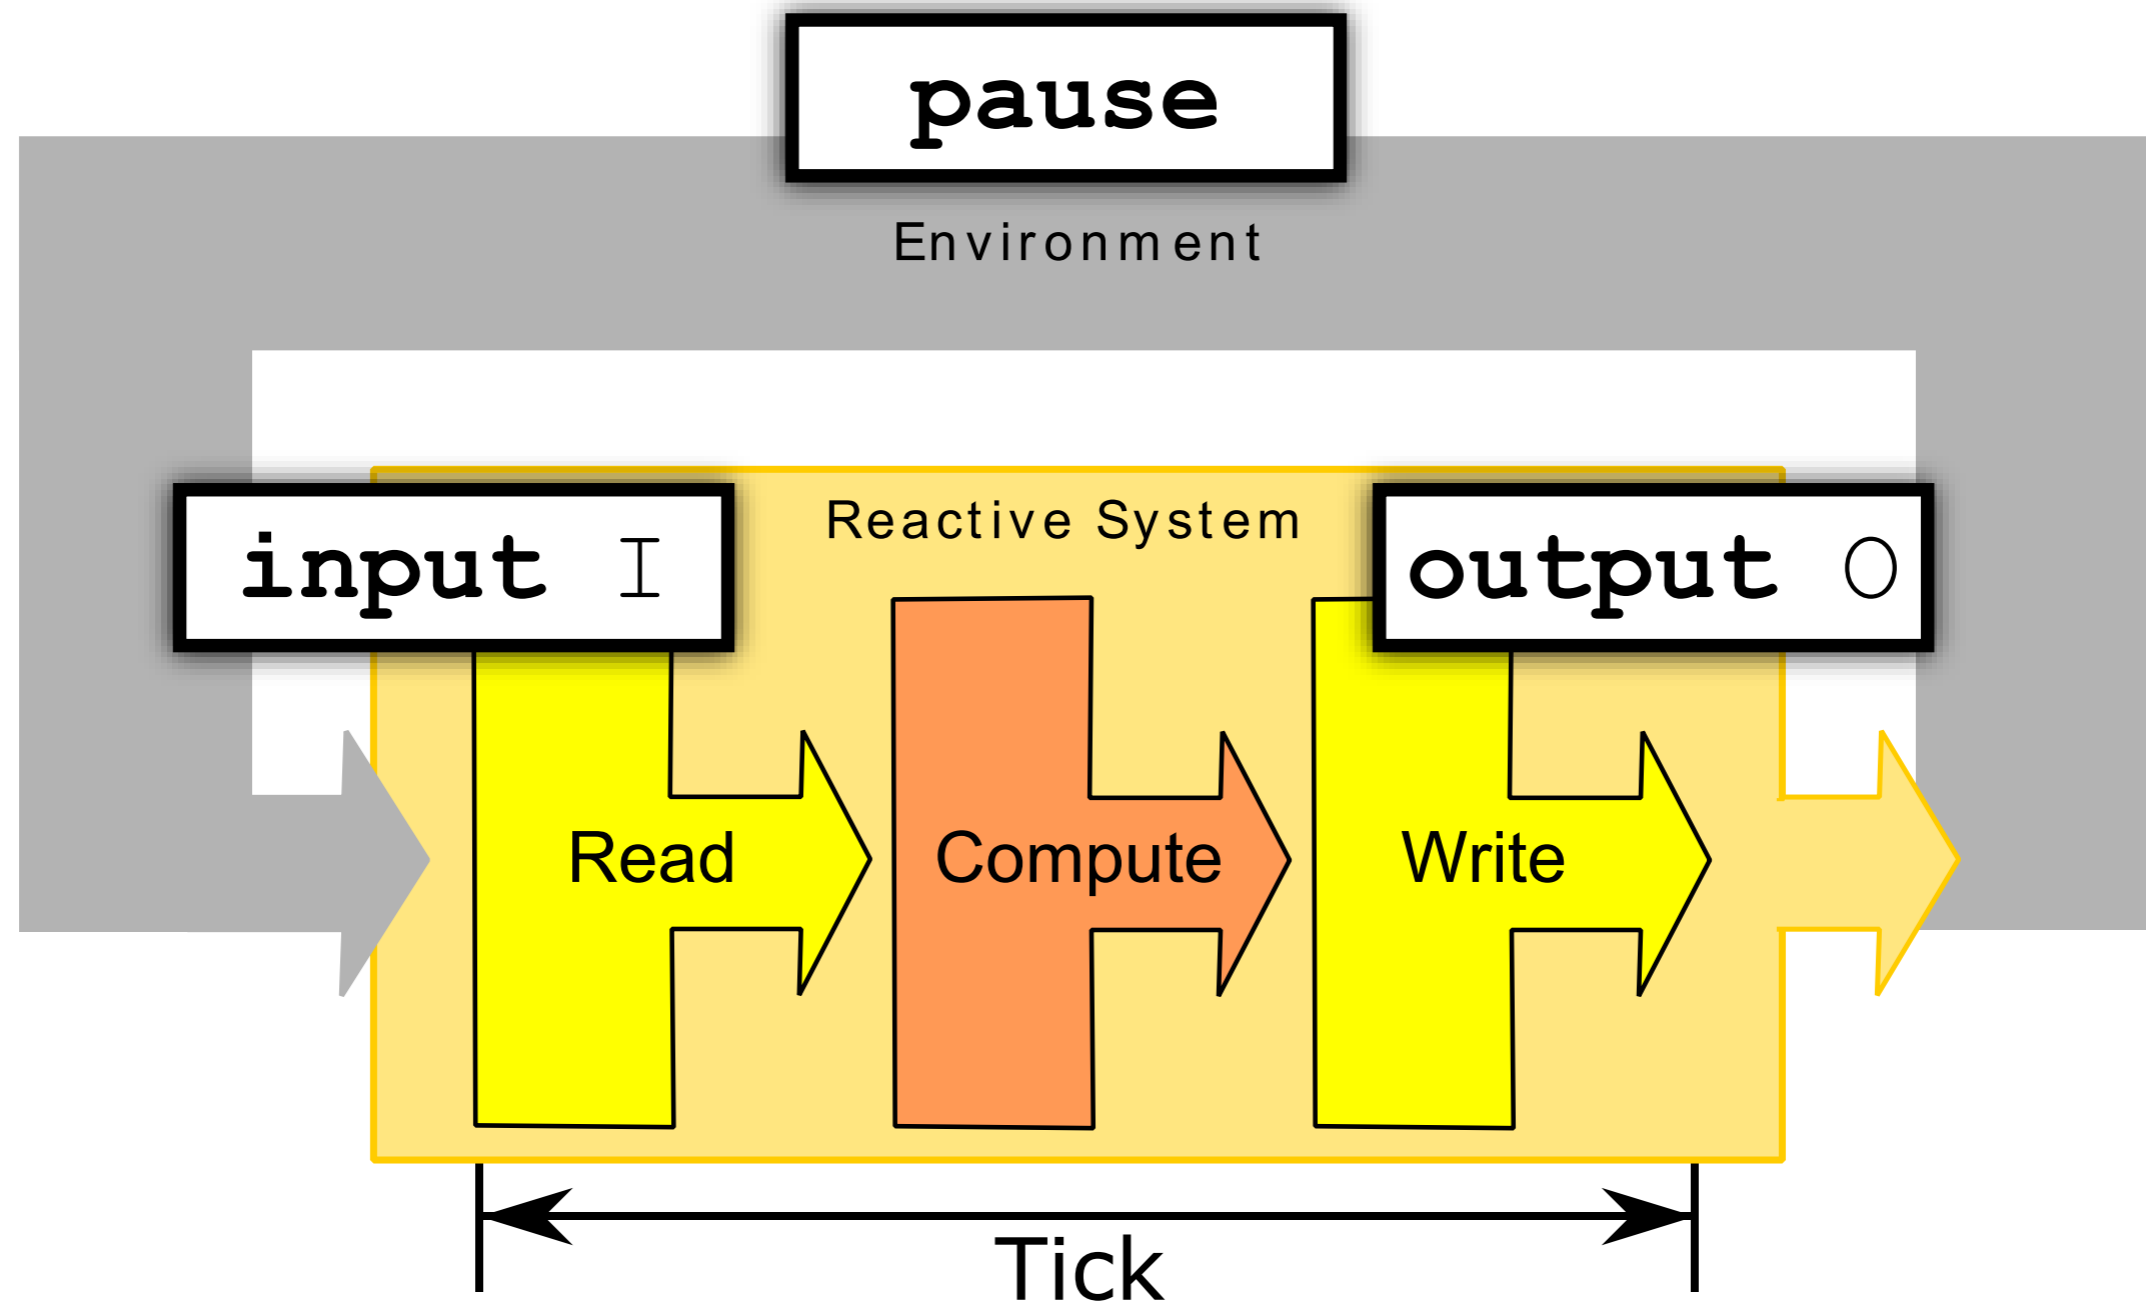 pause
Environment
Reactive System
input I
output O
Read
Compute
Write
Tick